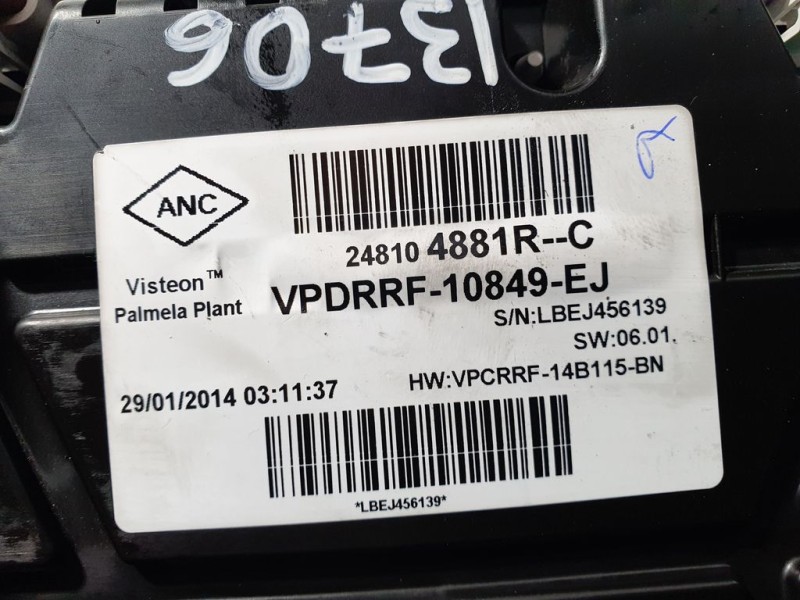 13706
ANC
24810 4881R--C
Visteon™
Palmela Plant
VPDRRF-10849-EJ
S/N:LBEJ456139
SW:06.01.
HW:VPCRRF-14B115-BN
29/01/2014 03:11:37
*LBEJ456139*